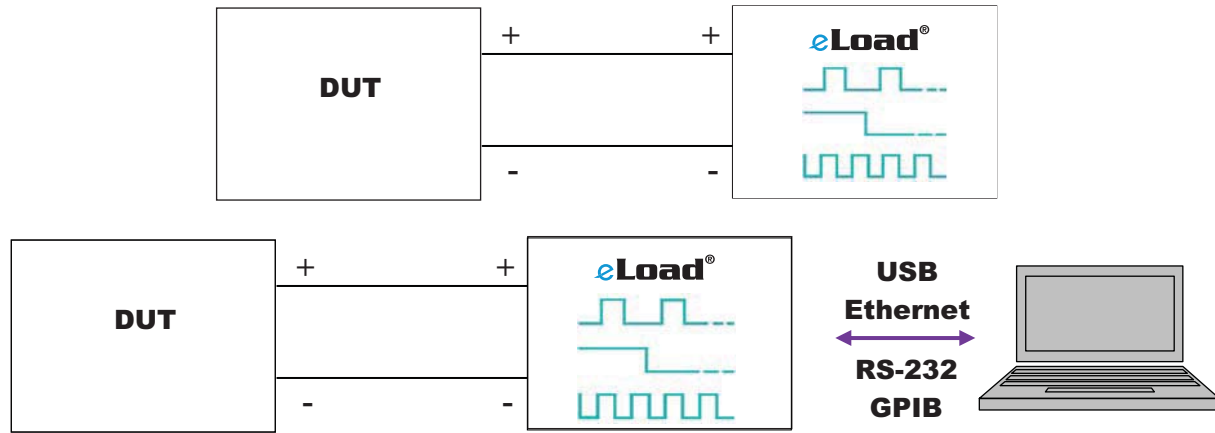 + +
DUT
eLoad®
- -
+ +
DUT
eLoad®
- -
USB
Ethernet
RS-232
GPIB